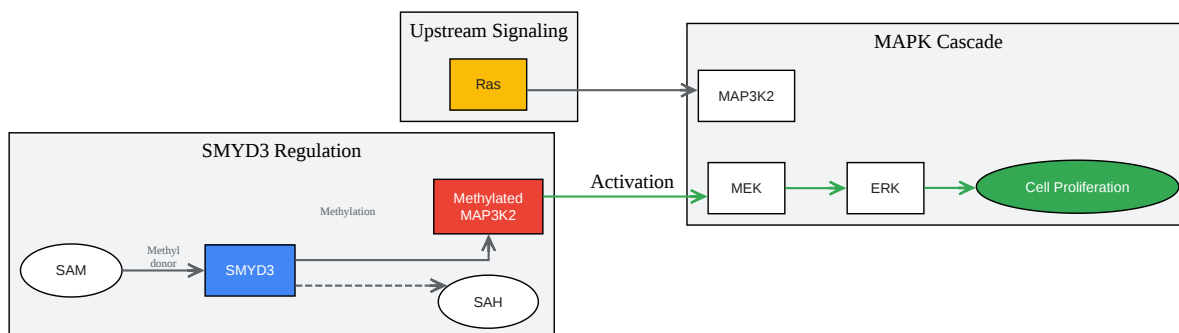 Upstream Signaling
Ras
MAPK Cascade
MAP3K2
SMYD3 Regulation
Methylated
MAP3K2
Activation
MEK
ERK
Cell Proliferation
Methylation
Methyl
donor
SAM
SMYD3
SAH